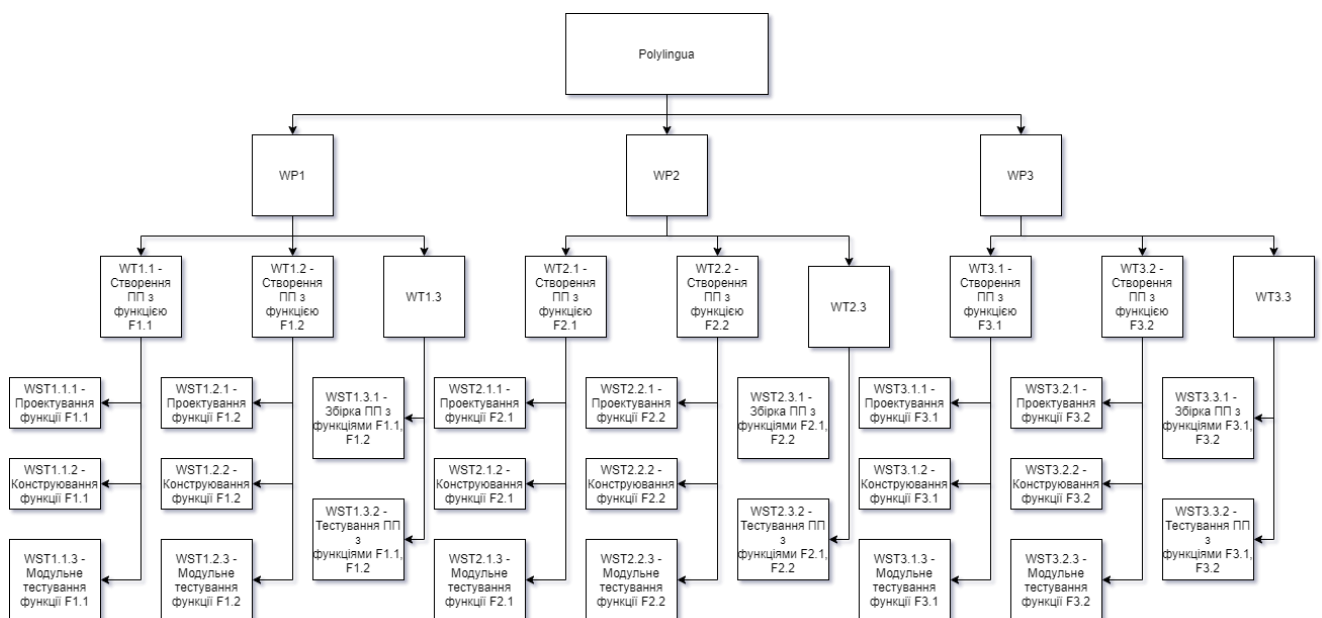 Polylingua
WP1
WP2
WP3
WT1.1 -
Створення
ПП з
функцією
F1.1
WT1.2 -
Створення
ПП з
функцією
F1.2
WT1.3
WT2.1 -
Створення
ПП з
функцією
F2.1
WT2.2 -
Створення
ПП з
функцією
F2.2
WT2.3
WT3.1 -
Створення
ПП з
функцією
F3.1
WT3.2 -
Створення
ПП з
функцією
F3.2
WT3.3
WST1.1.1 -
Проектування
функції F1.1
WST1.2.1 -
Проектування
функції F1.2
WST1.3.1 -
Збірка ПП з
функціями F1.1,
F1.2
WST2.1.1 -
Проектування
функції F2.1
WST2.2.1 -
Проектування
функції F2.2
WST2.3.1 -
Збірка ПП з
функціями F2.1,
F2.2
WST3.1.1 -
Проектування
функції F3.1
WST3.2.1 -
Проектування
функції F3.2
WST3.3.1 -
Збірка ПП з
функціями F3.1,
F3.2
WST1.1.2 -
Конструювання
функції F1.1
WST1.2.2 -
Конструювання
функції F1.2
WST2.1.2 -
Конструювання
функції F2.1
WST2.2.2 -
Конструювання
функції F2.2
WST3.1.2 -
Конструювання
функції F3.1
WST3.2.2 -
Конструювання
функції F3.2
WST1.3.2 -
Тестування ПП
з
функціями F1.1,
F1.2
WST2.3.2 -
Тестування ПП
з
функціями F2.1,
F2.2
WST3.3.2 -
Тестування ПП
з
функціями F3.1,
F3.2
WST1.1.3 -
Модульне
тестування
функції F1.1
WST1.2.3 -
Модульне
тестування
функції F1.2
WST2.1.3 -
Модульне
тестування
функції F2.1
WST2.2.3 -
Модульне
тестування
функції F2.2
WST3.1.3 -
Модульне
тестування
функції F3.1
WST3.2.3 -
Модульне
тестування
функції F3.2